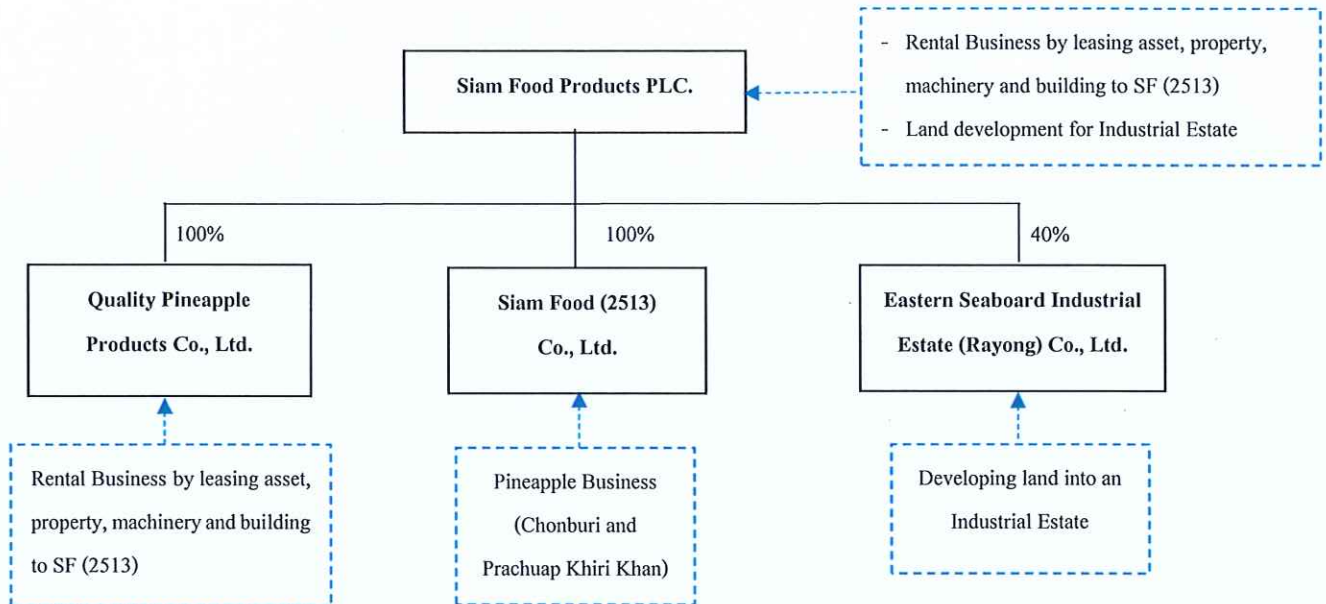 Siam Food Products PLC.
- Rental Business by leasing asset, property,
machinery and building to SF (2513)
- Land development for Industrial Estate
100%
100%
40%
Quality Pineapple
Products Co., Ltd.
Siam Food (2513)
Co., Ltd.
Eastern Seaboard Industrial
Estate (Rayong) Co., Ltd.
Rental Business by leasing asset,
property, machinery and building
to SF (2513)
Pineapple Business
(Chonburi and
Prachuap Khiri Khan)
Developing land into an
Industrial Estate